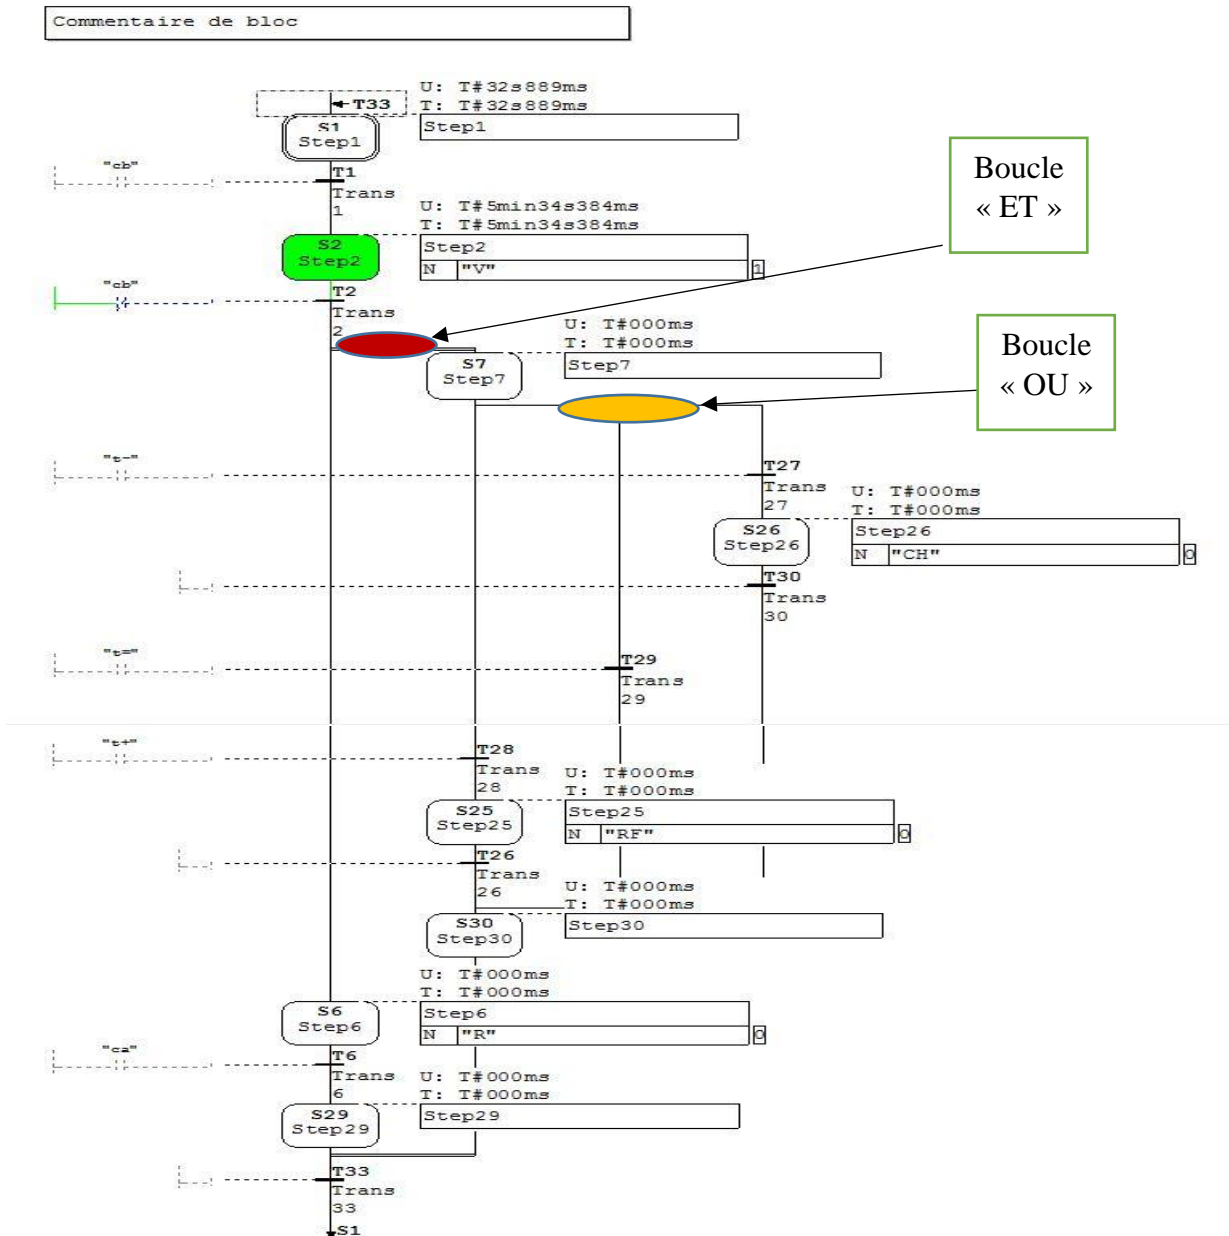 Commentaire de bloc
U: T#32s889ms
T33 T: T#32s889ms
S1 Step1
Step1
"cb"
T1
Trans
1
U: T#5min34s384ms
T: T#5min34s384ms
S2 Step2
Step2 N "V" 1
"cb"
T2
Trans
2
Boucle
« ET »
U: T#000ms
T: T#000ms
S7 Step7
Step7
Boucle
« OU »
"t-"
T27
Trans
27
U: T#000ms
T: T#000ms
S26 Step26
Step26 N "CH" 0
T30
Trans
30
"t="
T29
Trans
29
"t+"
T28
Trans
28
U: T#000ms
T: T#000ms
S25 Step25
Step25 N "RF" 0
T26
Trans
26
U: T#000ms
T: T#000ms
S30 Step30
Step30
U: T#000ms
T: T#000ms
S6 Step6
Step6 N "R" 0
"ca"
T6
Trans
6
U: T#000ms
T: T#000ms
S29 Step29
Step29
T33
Trans
33
S1